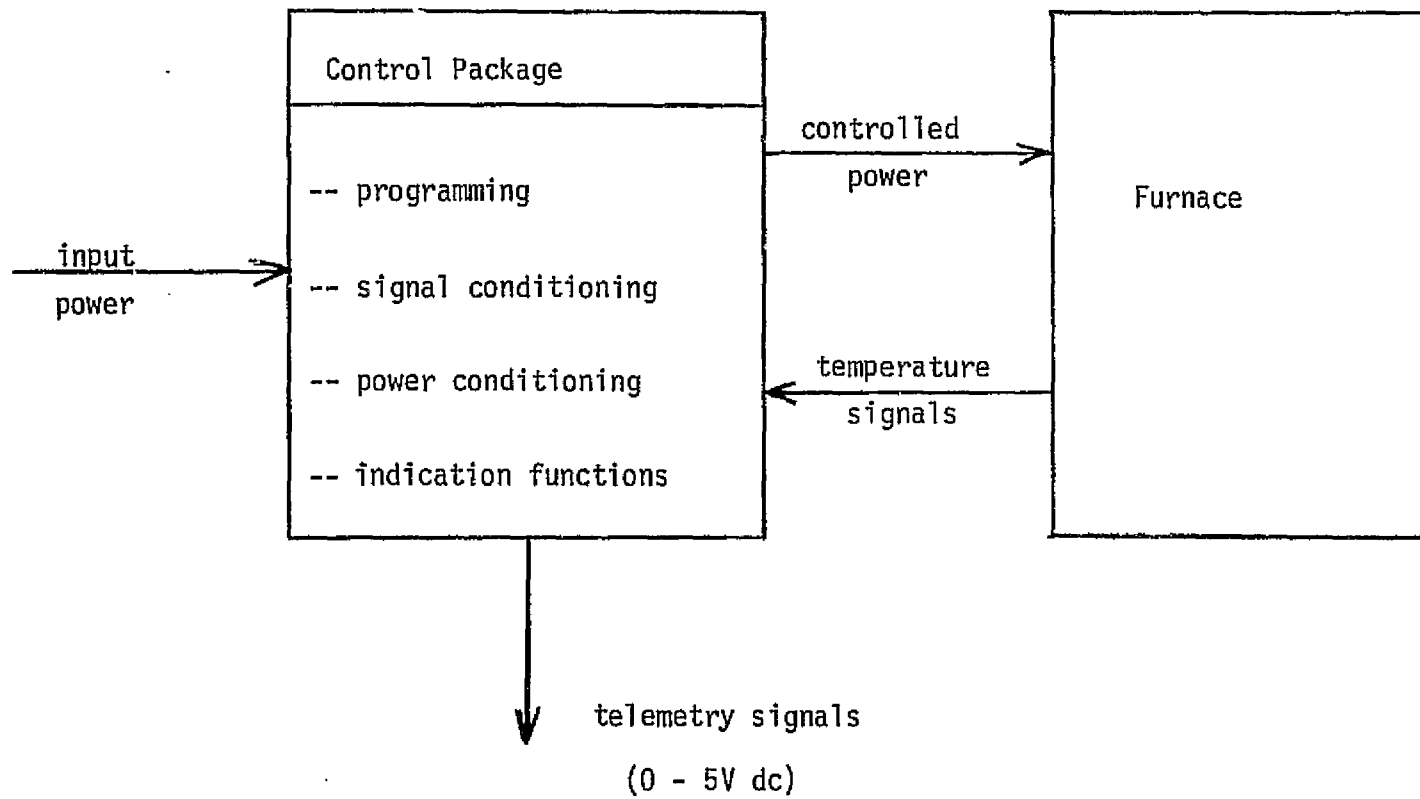 Control Package
-- programming
-- signal conditioning
-- power conditioning
-- indication functions
input
power
controlled
power
temperature
signals
Furnace
telemetry signals
(0 - 5V dc)